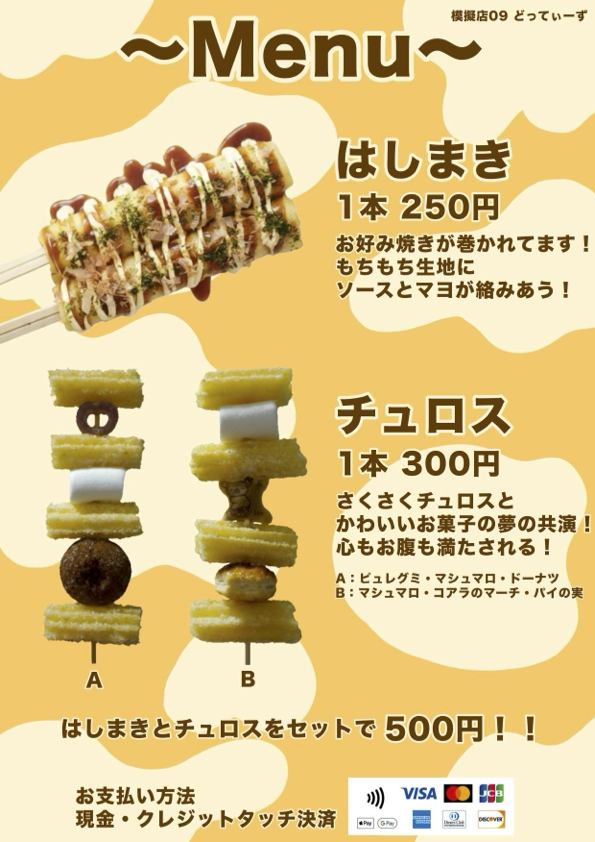 模擬店09 どってぃーず
～Menu～
はしまき
1本 250円
お好み焼きが巻かれてます！
もちもち生地に
ソースとマヨが絡みあう！
チュロス
1本 300円
さくさくチュロスと
かわいいお菓子の夢の共演！
心もお腹も満たされる！
A：ピュレグミ・マシュマロ・ドーナツ
B：マシュマロ・コアラのマーチ・パイの実
A
B
はしまきとチュロスをセットで 500円！！
お支払い方法
現金・クレジットタッチ決済
VISA
JCB
Apple Pay
G Pay
DISCOVER